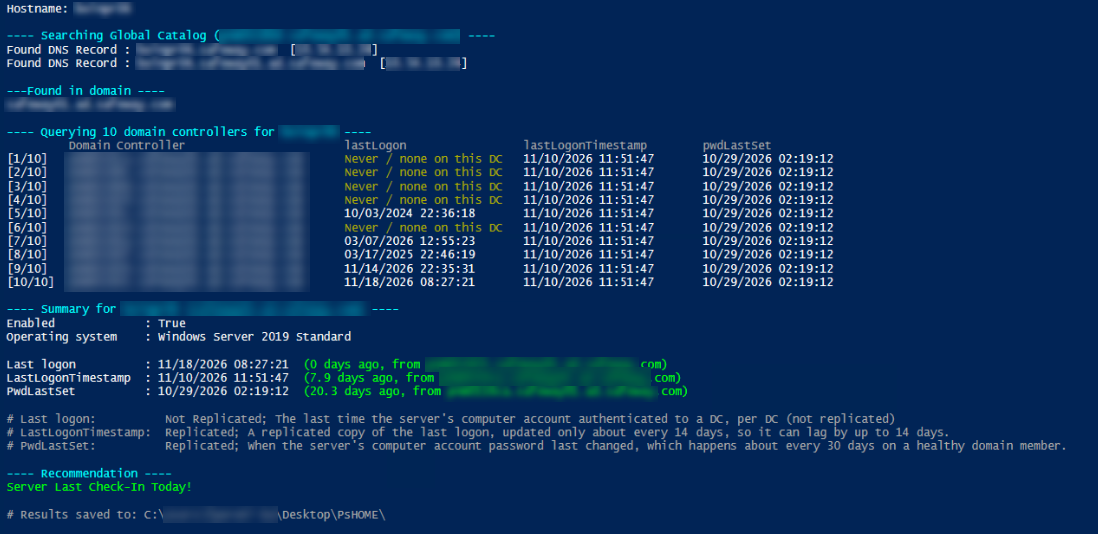 Hostname:
---- Searching Global Catalog ( ----
Found DNS Record : [ ]
Found DNS Record : [ ]
---Found in domain ----
---- Querying 10 domain controllers for ----
Domain Controller lastLogon lastLogonTimestamp pwdLastSet
[1/10] Never / none on this DC 11/10/2026 11:51:47 10/29/2026 02:19:12
[2/10] Never / none on this DC 11/10/2026 11:51:47 10/29/2026 02:19:12
[3/10] Never / none on this DC 11/10/2026 11:51:47 10/29/2026 02:19:12
[4/10] Never / none on this DC 11/10/2026 11:51:47 10/29/2026 02:19:12
[5/10] 10/03/2024 22:36:18 11/10/2026 11:51:47 10/29/2026 02:19:12
[6/10] Never / none on this DC 11/10/2026 11:51:47 10/29/2026 02:19:12
[7/10] 03/07/2026 12:55:23 11/10/2026 11:51:47 10/29/2026 02:19:12
[8/10] 03/17/2025 22:46:19 11/10/2026 11:51:47 10/29/2026 02:19:12
[9/10] 11/14/2026 22:35:31 11/10/2026 11:51:47 10/29/2026 02:19:12
[10/10] 11/18/2026 08:27:21 11/10/2026 11:51:47 10/29/2026 02:19:12
---- Summary for ----
Enabled : True
Operating system : Windows Server 2019 Standard
Last logon : 11/18/2026 08:27:21 (0 days ago, from .com)
LastLogonTimestamp : 11/10/2026 11:51:47 (7.9 days ago, from .com)
PwdLastSet : 10/29/2026 02:19:12 (20.3 days ago, from .com)
# Last logon: Not Replicated; The last time the server's computer account authenticated to a DC, per DC (not replicated)
# LastLogonTimestamp: Replicated; A replicated copy of the last logon, updated only about every 14 days, so it can lag by up to 14 days.
# PwdLastSet: Replicated; When the server's computer account password last changed, which happens about every 30 days on a healthy domain member.
---- Recommendation ----
Server Last Check-In Today!
# Results saved to: C:\ \Desktop\PsHOME\